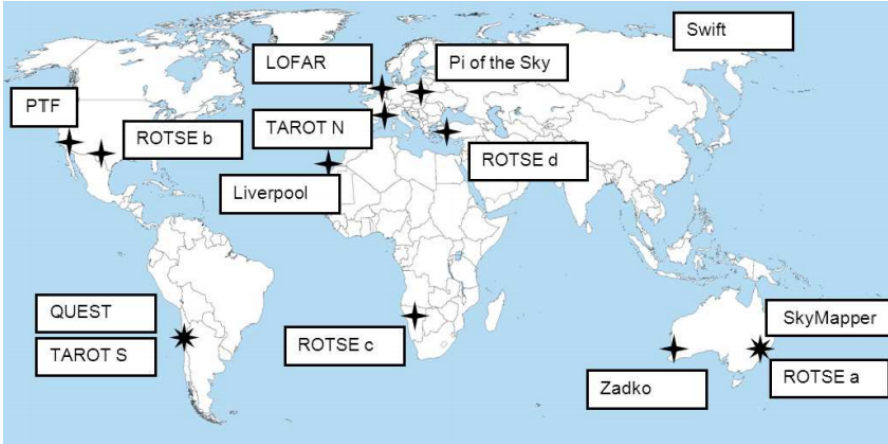 Swift
LOFAR
Pi of the Sky
PTF
ROTSE b
TAROT N
ROTSE d
Liverpool
QUEST
SkyMapper
TAROT S
ROTSE c
Zadko
ROTSE a